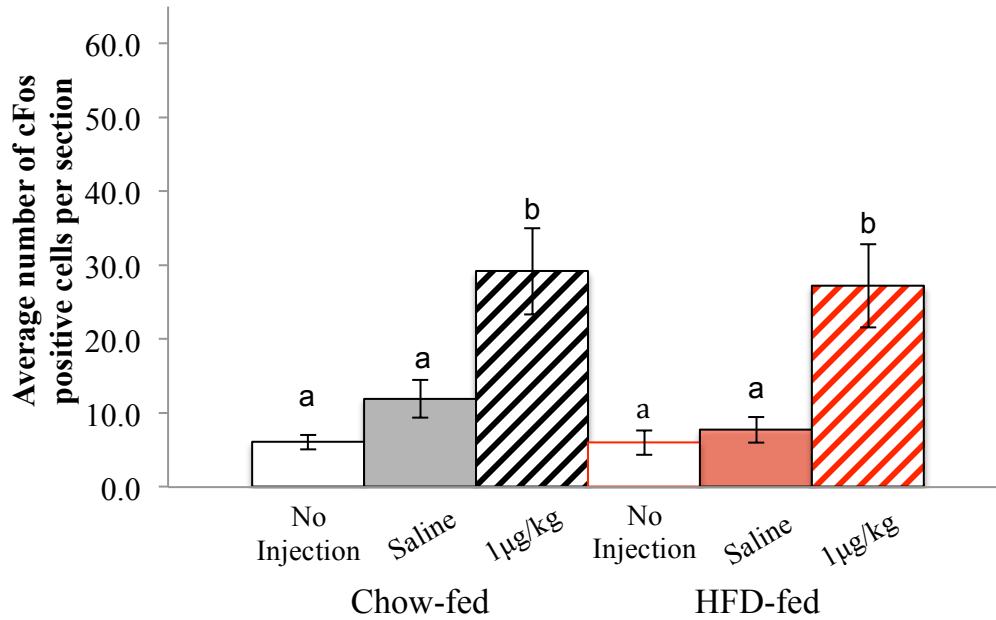 Average number of cFos
positive cells per section
60.0
50.0
40.0
30.0
20.0
10.0
0.0
a
a
b
a
a
b
No
Injection
Saline
1μg/kg
No
Injection
Saline
1μg/kg
Chow-fed
HFD-fed